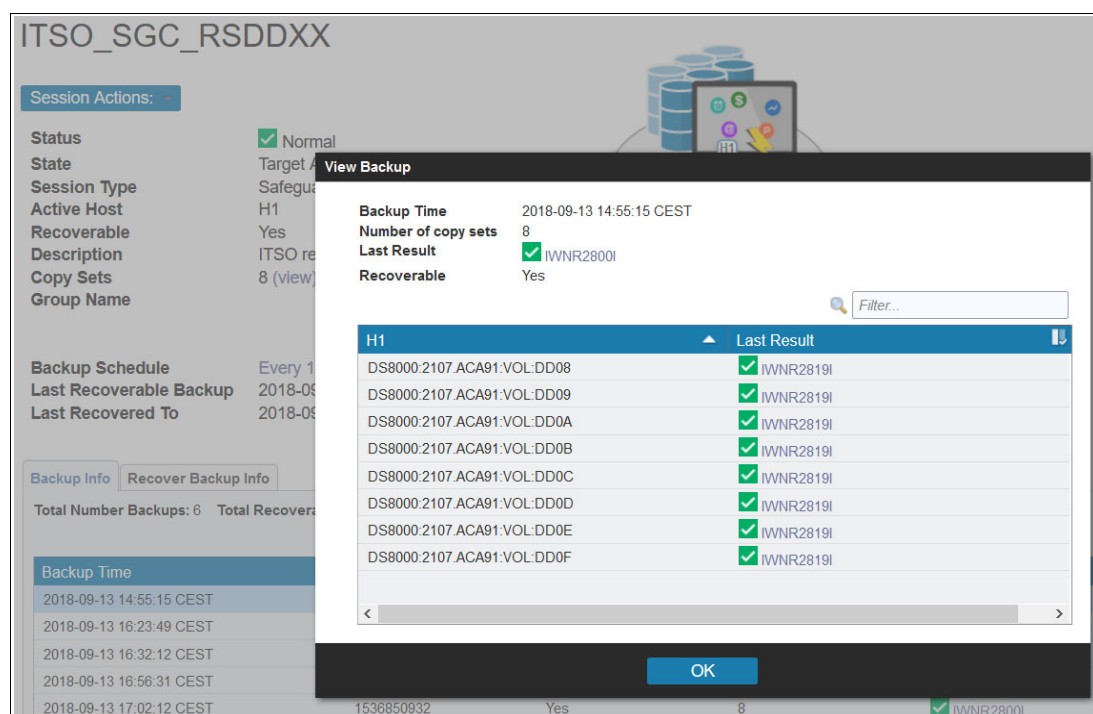 ITSO_SGC_RSDDXX
Session Actions:
Status Normal
State Target
Session Type
Active Host H1
Recoverable Yes
Description ITSO
Copy Sets 8 (view)
Group Name
Backup Schedule Every
Last Recoverable Backup
Last Recovered To
Backup Info Recover Backup Info
Total Number Backups: 6 Total
Backup Time
2018-09-13 14:55:15 CEST
2018-09-13 16:23:49 CEST
2018-09-13 16:32:12 CEST
2018-09-13 16:56:31 CEST
2018-09-13 17:02:12 CEST 1536850932 Yes 8 IWNR2800I
H1
View Backup
Backup Time 2018-09-13 14:55:15 CEST
Number of copy sets 8
Last Result IWNR2800I
Recoverable Yes
Filter...
H1 Last Result
DS8000:2107.ACA91:VOL:DD08 IWNR2819I
DS8000:2107.ACA91:VOL:DD09 IWNR2819I
DS8000:2107.ACA91:VOL:DD0A IWNR2819I
DS8000:2107.ACA91:VOL:DD0B IWNR2819I
DS8000:2107.ACA91:VOL:DD0C IWNR2819I
DS8000:2107.ACA91:VOL:DD0D IWNR2819I
DS8000:2107.ACA91:VOL:DD0E IWNR2819I
DS8000:2107.ACA91:VOL:DD0F IWNR2819I
OK